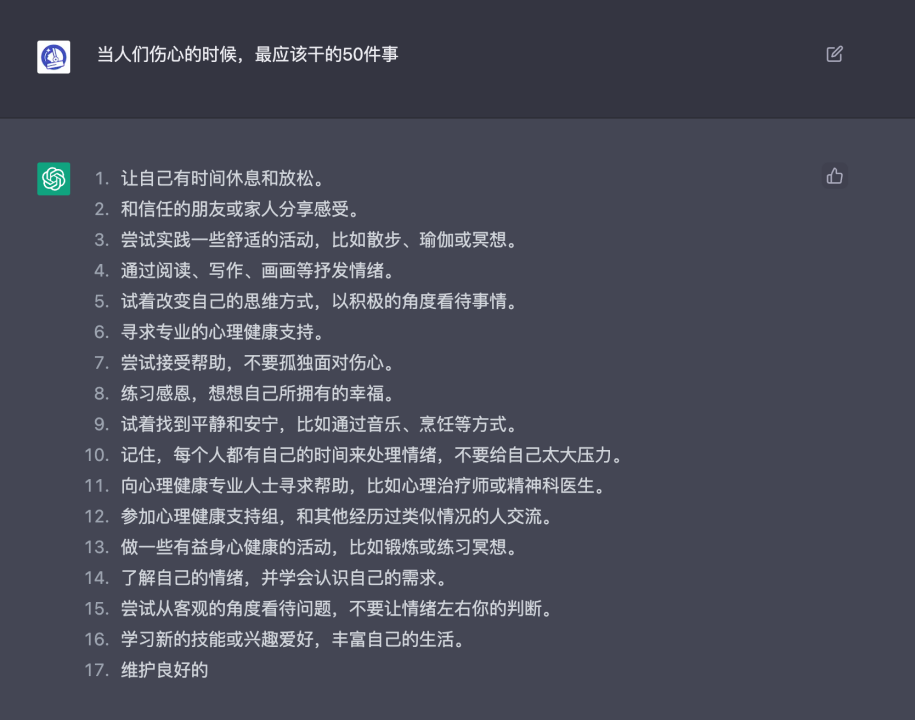 当人们伤心的时候，最应该干的50件事
1. 让自己有时间休息和放松。
2. 和信任的朋友或家人分享感受。
3. 尝试实践一些舒适的活动，比如散步、瑜伽或冥想。
4. 通过阅读、写作、画画等抒发情绪。
5. 试着改变自己的思维方式，以积极的角度看待事情。
6. 寻求专业的心理健康支持。
7. 尝试接受帮助，不要孤独面对伤心。
8. 练习感恩，想想自己所拥有的幸福。
9. 试着找到平静和安宁，比如通过音乐、烹饪等方式。
10. 记住，每个人都有自己的时间来处理情绪，不要给自己太大压力。
11. 向心理健康专业人士寻求帮助，比如心理治疗师或精神科医生。
12. 参加心理健康支持组，和其他经历过类似情况的人交流。
13. 做一些有益身心健康的活动，比如锻炼或练习冥想。
14. 了解自己的情绪，并学会认识自己的需求。
15. 尝试从客观的角度看待问题，不要让情绪左右你的判断。
16. 学习新的技能或兴趣爱好，丰富自己的生活。
17. 维护良好的